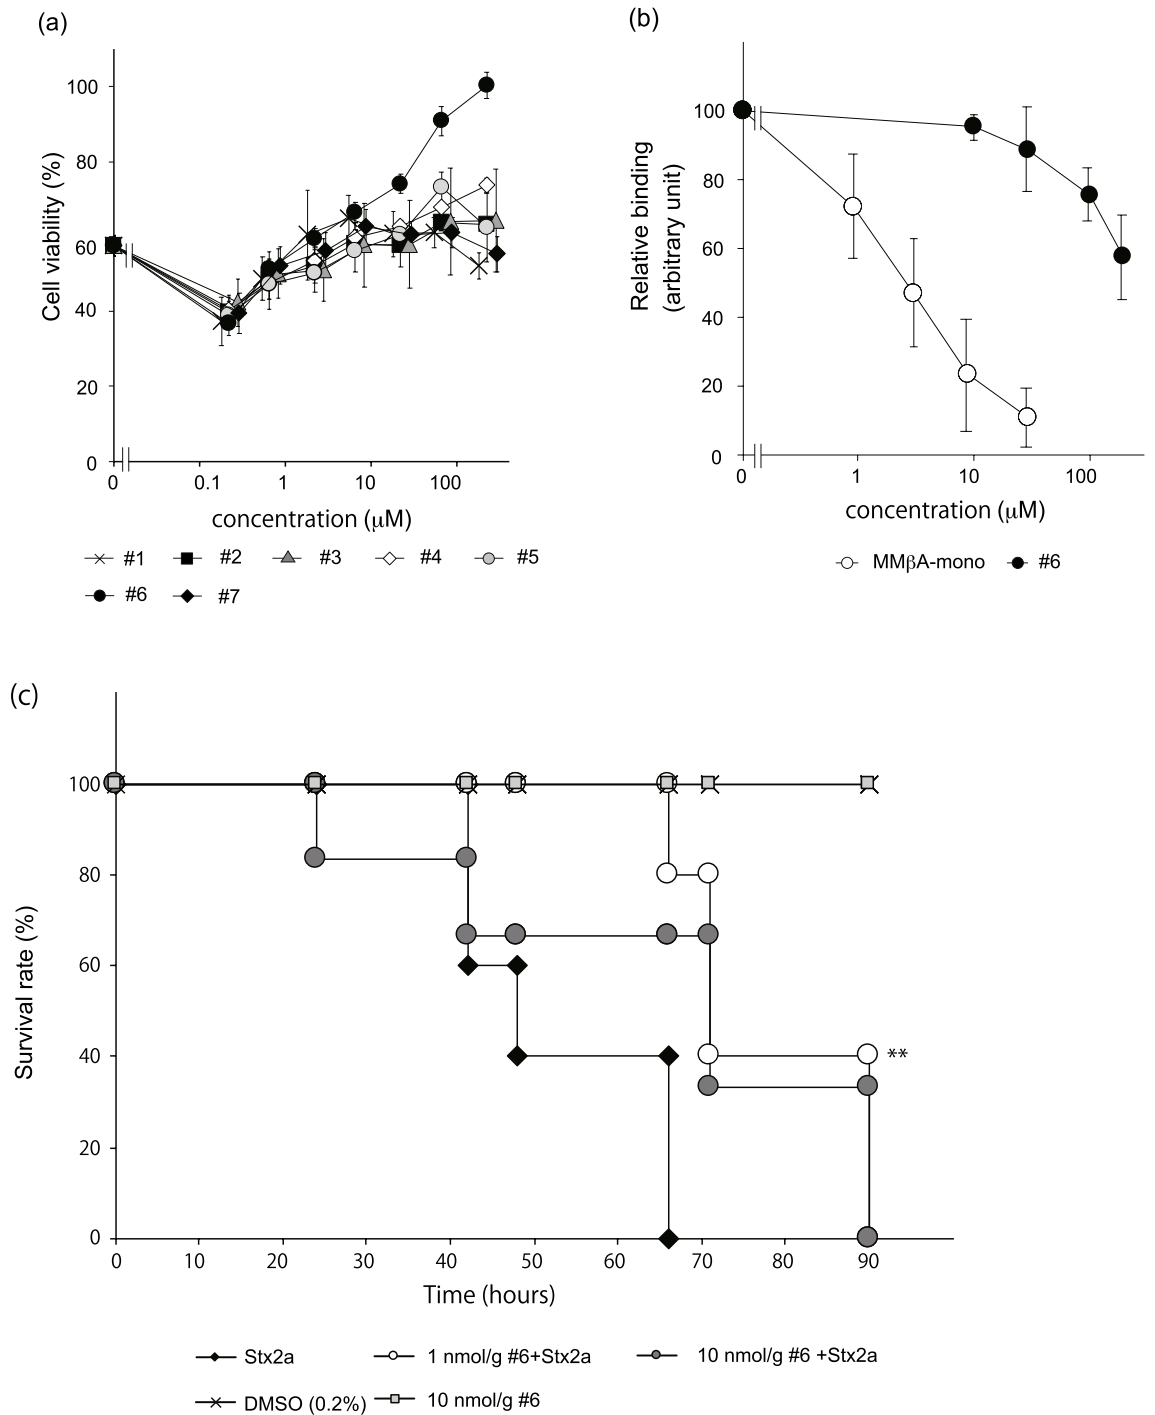 (a)
Cell viability (%)
100
80
60
40
20
0
0 0.1 1 10 100
concentration (μM)
#1 #2 #3 #4 #5
#6 #7
(b)
Relative binding
(arbitrary unit)
100
80
60
40
20
0
0 1 10 100
concentration (μM)
MMβA-mono #6
(c)
Survival rate (%)
100
80
60
40
20
0
**
0 10 20 30 40 50 60 70 80 90
Time (hours)
Stx2a 1 nmol/g #6+Stx2a 10 nmol/g #6 +Stx2a
DMSO (0.2%) 10 nmol/g #6